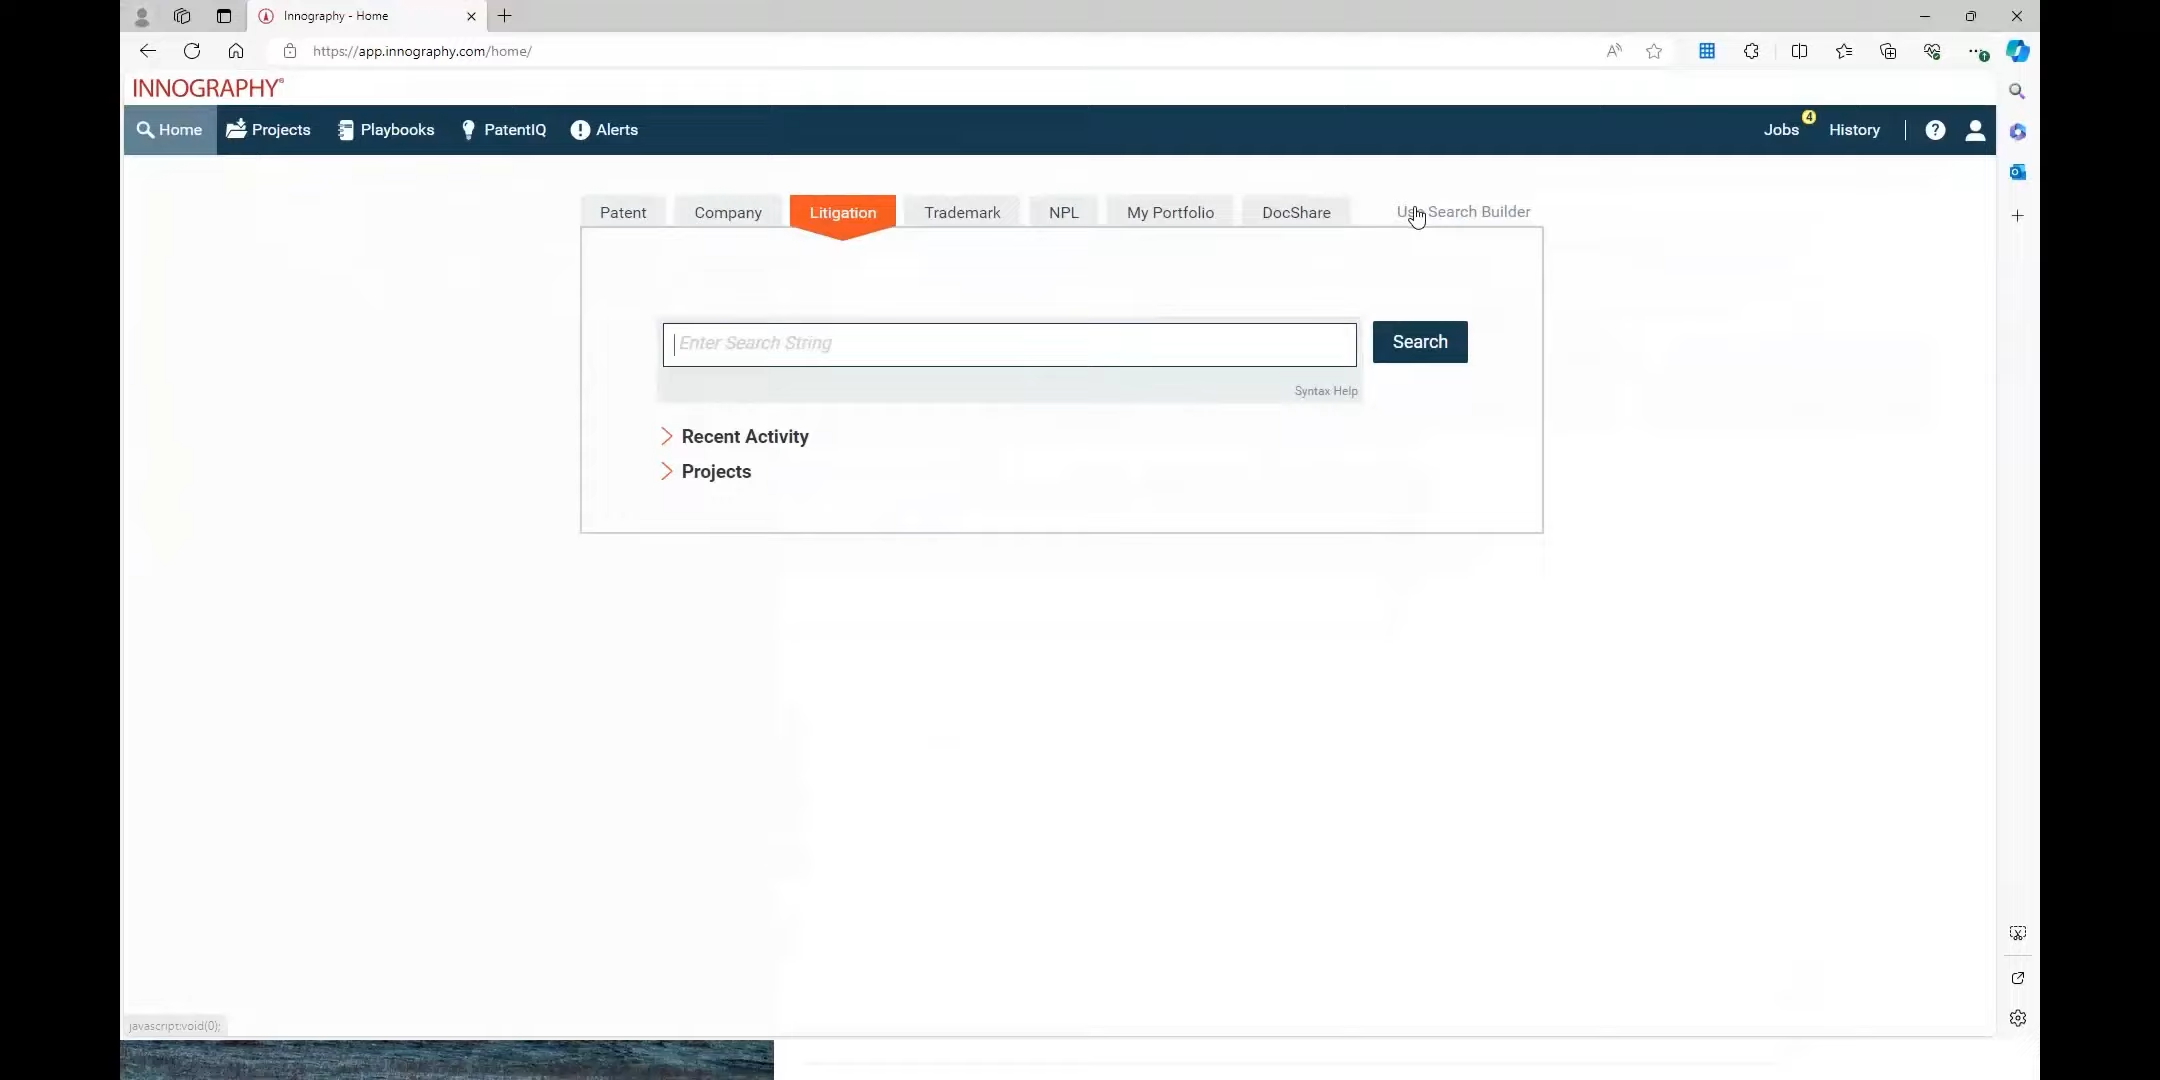 Innography - Home
https://app.innography.com/home/
INNOGRAPHY®
Home Projects Playbooks PatentIQ Alerts Jobs 4 History
Patent Company Litigation Trademark NPL My Portfolio DocShare Use Search Builder
Enter Search String Search
Syntax Help
Recent Activity
Projects
javascript:void(0);